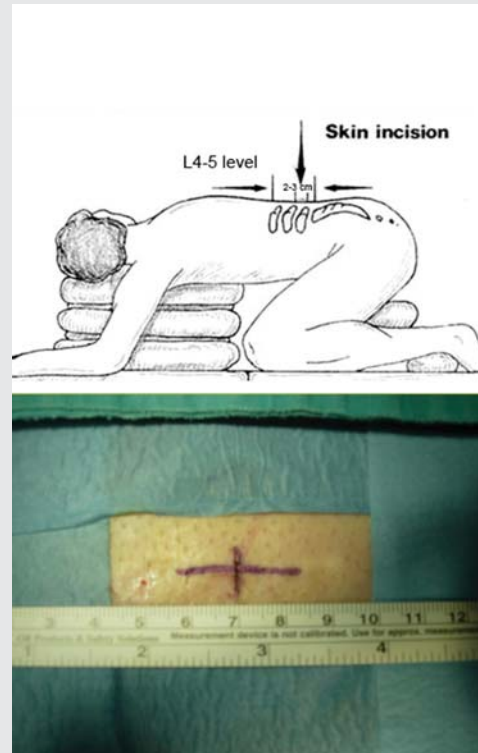 Skin incision
L4-5 level
2-3 cm
3 4 5 6 7 8 9 10 11 12
Measurement device is not calibrated. Use for approx.
1 2 3 4